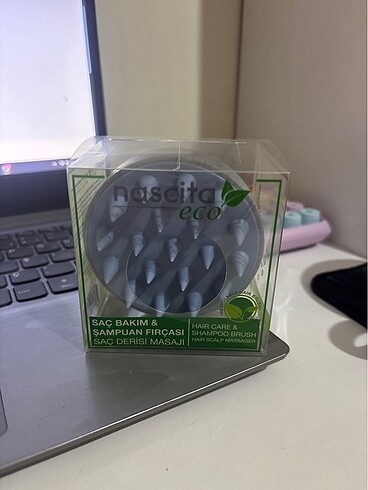 nascita
eco
SAÇ BAKIM &
ŞAMPUAN FIRÇASI
SAÇ DERİSİ MASAJI
HAIR CARE &
SHAMPOO BRUSH
HAIR SCALP MASSAGER